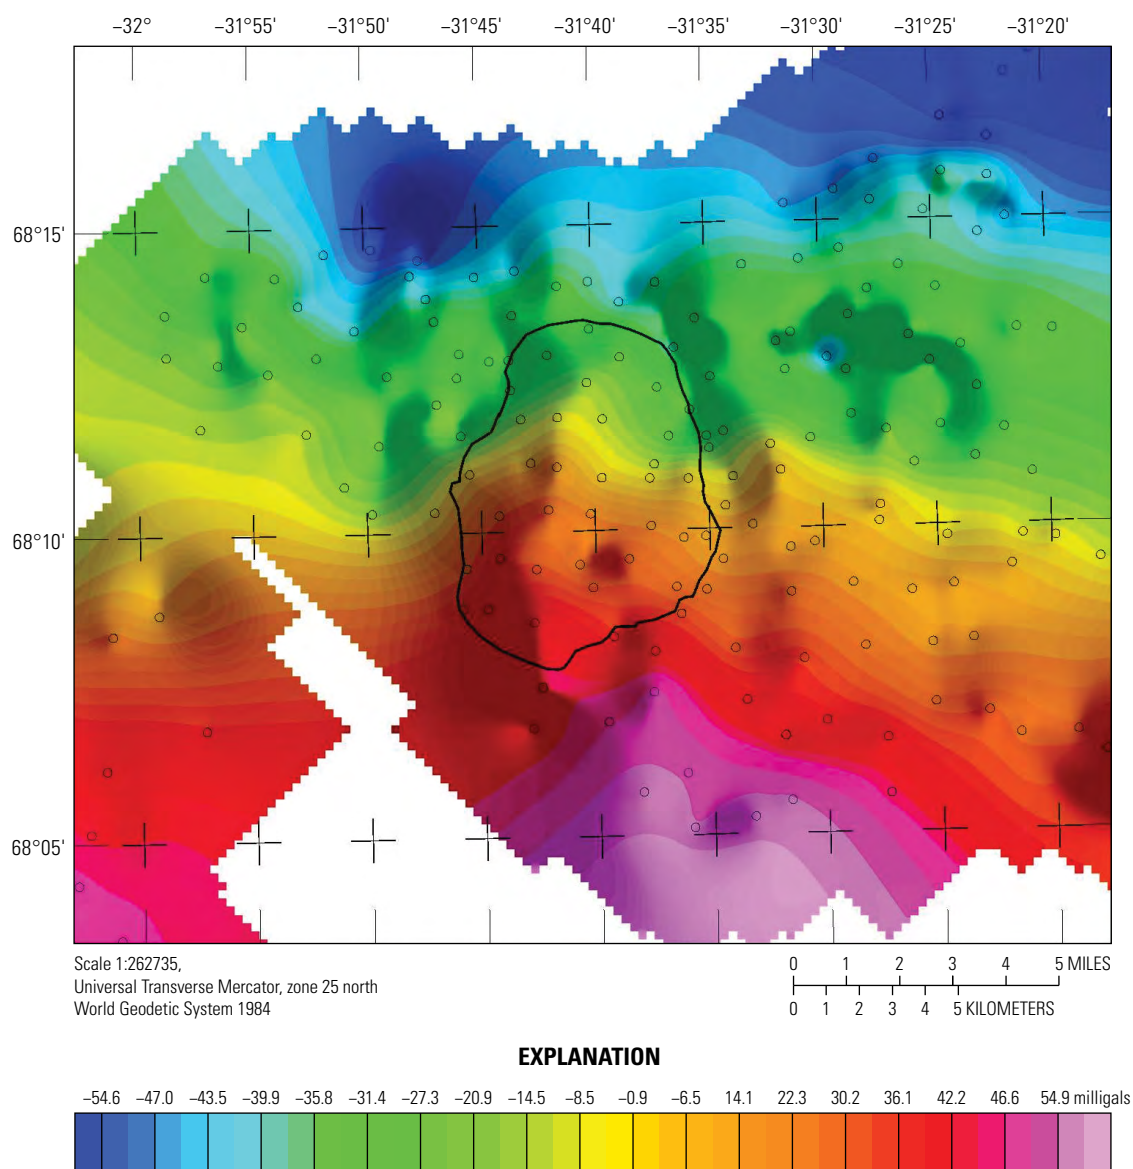 −32° −31°55' −31°50' −31°45' −31°40' −31°35' −31°30' −31°25' −31°20'
68°15'
68°10'
68°05'
Scale 1:262735,
Universal Transverse Mercator, zone 25 north
World Geodetic System 1984
0 1 2 3 4 5 MILES
0 1 2 3 4 5 KILOMETERS
EXPLANATION
−54.6 −47.0 −43.5 −39.9 −35.8 −31.4 −27.3 −20.9 −14.5 −8.5 −0.9 −6.5 14.1 22.3 30.2 36.1 42.2 46.6 54.9 milligals